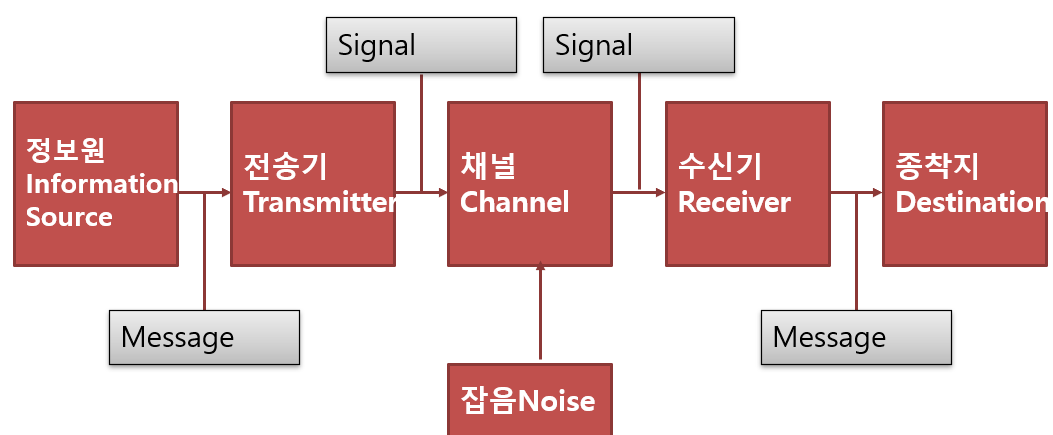 Signal
Signal
정보원
Information
Source
전송기
Transmitter
채널
Channel
수신기
Receiver
종착지
Destination
Message
Message
잡음Noise